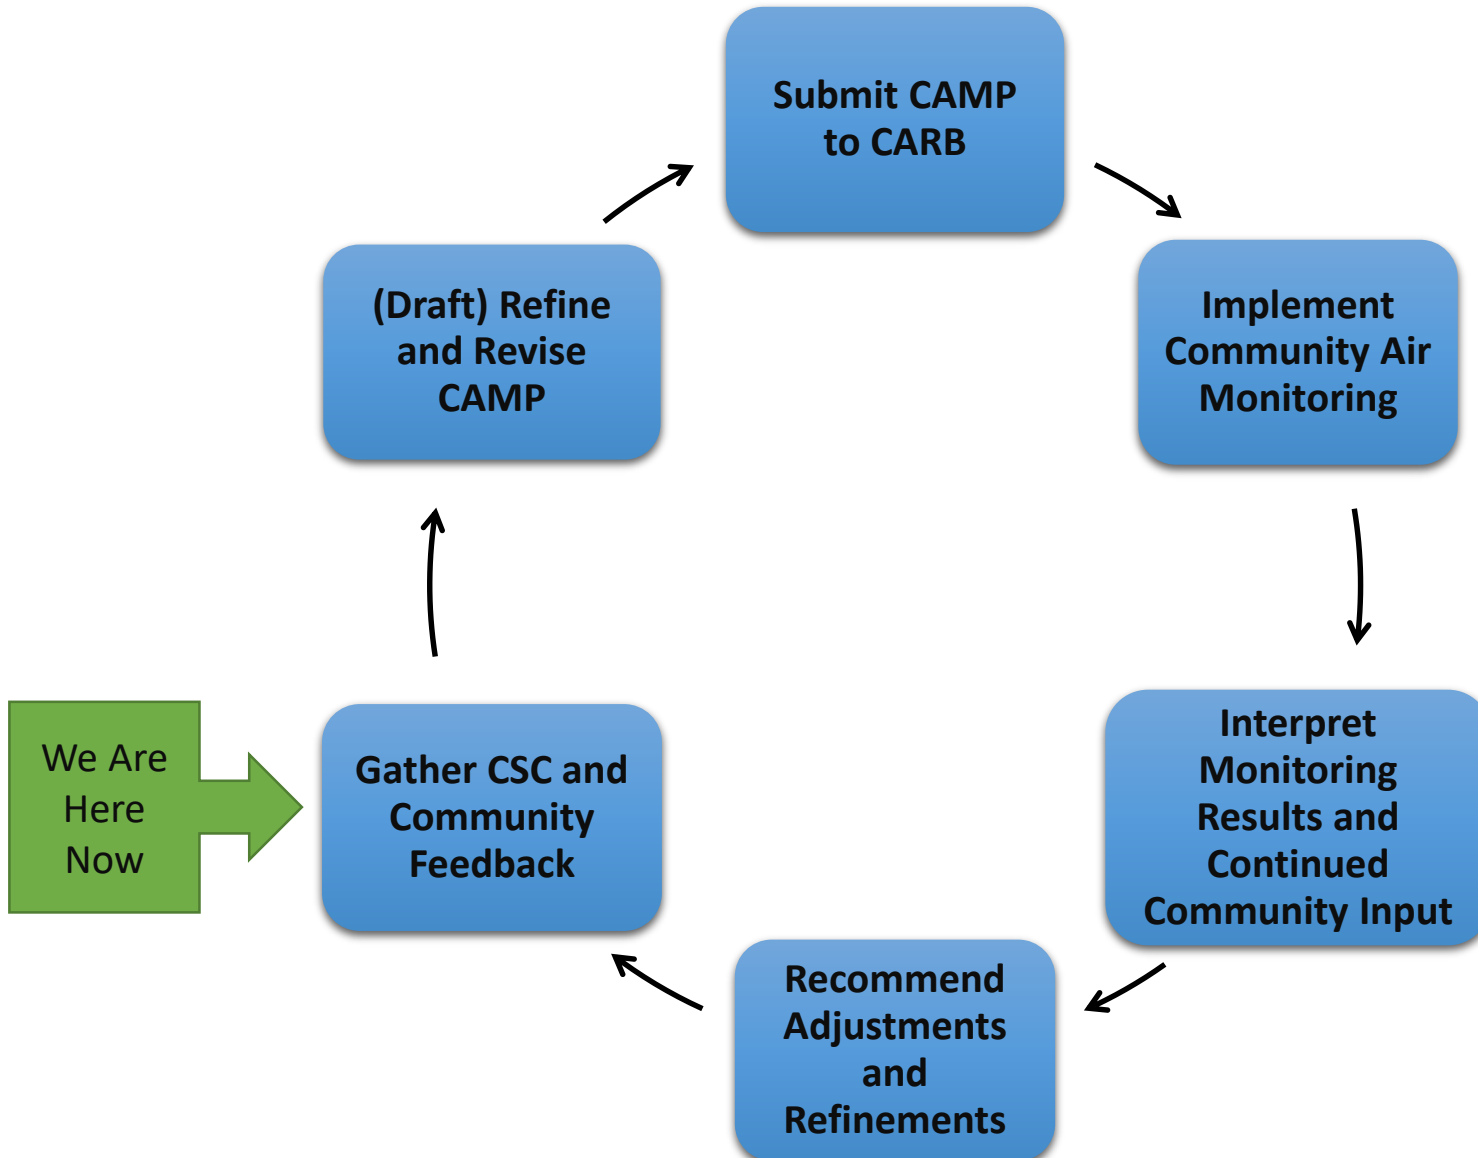 Submit CAMP
to CARB
Implement
Community Air
Monitoring
Interpret
Monitoring
Results and
Continued
Community Input
Recommend
Adjustments
and
Refinements
Gather CSC and
Community
Feedback
(Draft) Refine
and Revise
CAMP
We Are
Here
Now